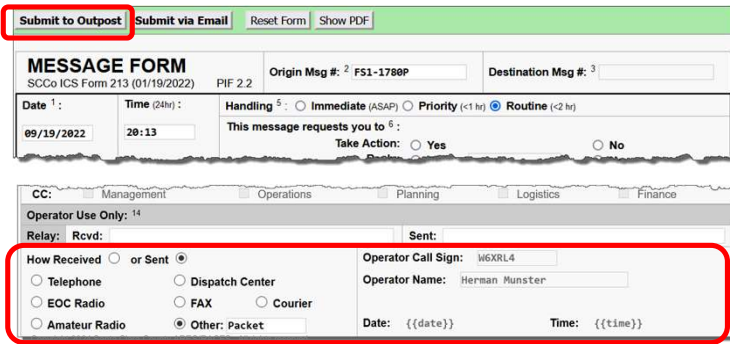 Submit to Outpost Submit via Email Reset Form Show PDF
MESSAGE FORM
SCCo ICS Form 213 (01/19/2022) PIF 2.2
Origin Msg #: 2 FS1-1780P
Destination Msg #: 3
Date 1: Time (24hr) : Handling 5 : Immediate (ASAP) Priority (<1 hr) Routine (<2 hr)
09/19/2022 20:13 This message requests you to 6 :
Take Action: Yes No
CC: Management Operations Planning Logistics Finance
Operator Use Only: 14
Relay: Rcvd: Sent:
How Received or Sent Operator Call Sign: W6XRL4
Telephone Dispatch Center Operator Name: Herman Munster
EOC Radio FAX Courier
Amateur Radio Other: Packet Date: {{date}} Time: {{time}}